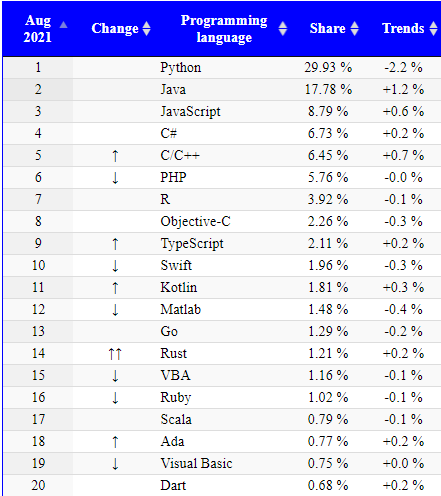 Aug 2021 Change Programming language Share Trends
1 Python 29.93 % -2.2 %
2 Java 17.78 % +1.2 %
3 JavaScript 8.79 % +0.6 %
4 C# 6.73 % +0.2 %
5 ↑ C/C++ 6.45 % +0.7 %
6 ↓ PHP 5.76 % -0.0 %
7 R 3.92 % -0.1 %
8 Objective-C 2.26 % -0.3 %
9 ↑ TypeScript 2.11 % +0.2 %
10 ↓ Swift 1.96 % -0.3 %
11 ↑ Kotlin 1.81 % +0.3 %
12 ↓ Matlab 1.48 % -0.4 %
13 Go 1.29 % -0.2 %
14 ↑↑ Rust 1.21 % +0.2 %
15 ↓ VBA 1.16 % -0.1 %
16 ↓ Ruby 1.02 % -0.1 %
17 Scala 0.79 % -0.1 %
18 ↑ Ada 0.77 % +0.2 %
19 ↓ Visual Basic 0.75 % +0.0 %
20 Dart 0.68 % +0.2 %